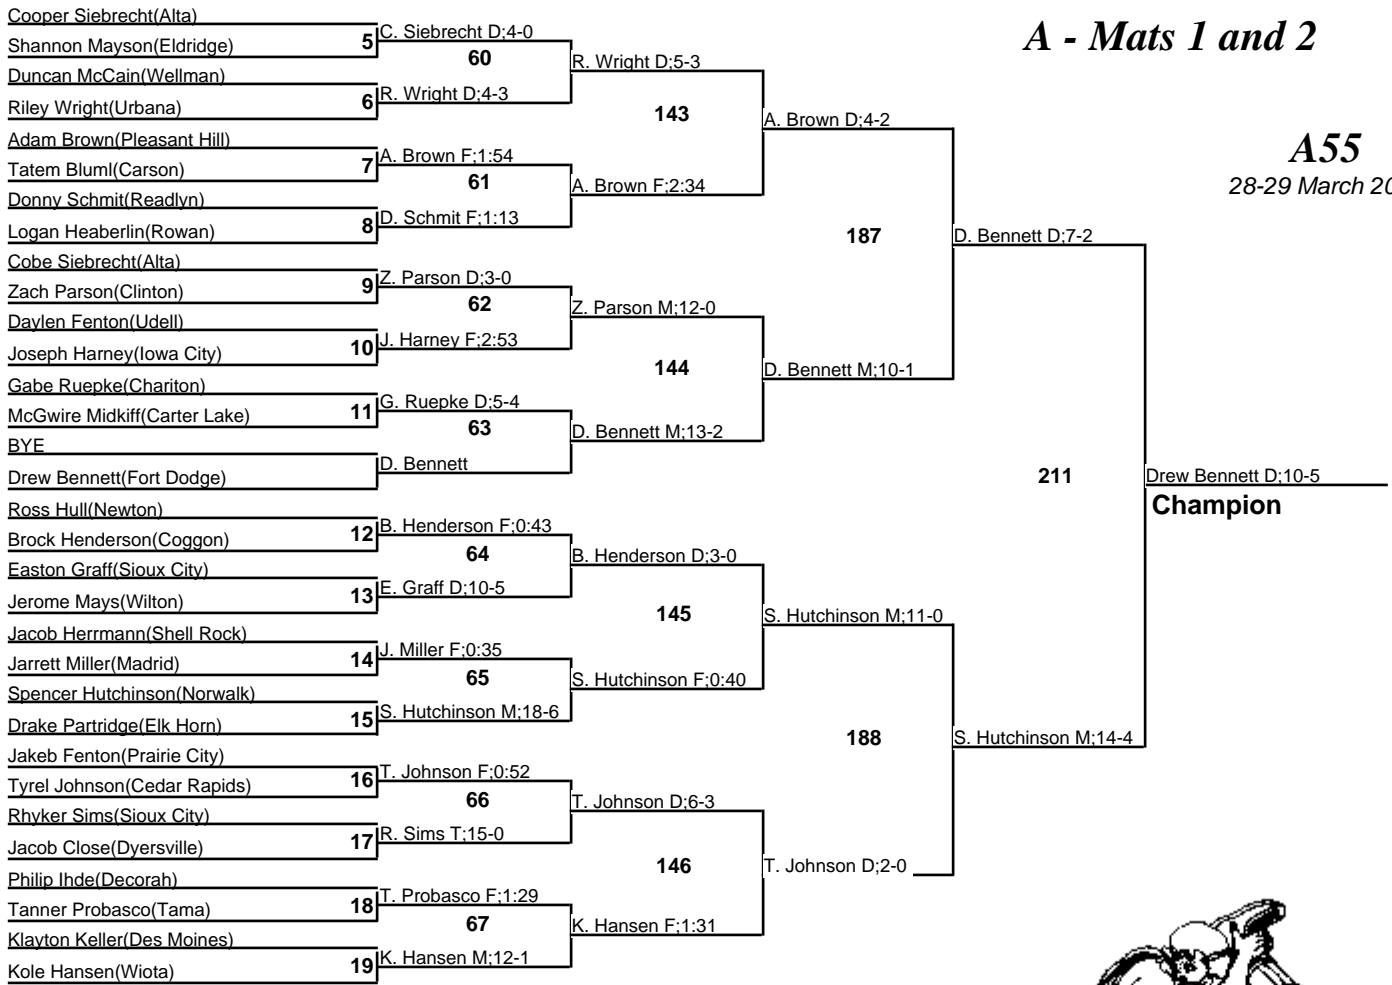 Cooper Siebrecht(Alta)
Shannon Mayson(Eldridge)
Duncan McCain(Wellman)
Riley Wright(Urbana)
Adam Brown(Pleasant Hill)
Tatem Bluml(Carson)
Donny Schmit(Readlyn)
Logan Heaberlin(Rowan)
Cobe Siebrecht(Alta)
Zach Parson(Clinton)
Daylen Fenton(Udell)
Joseph Harney(Iowa City)
Gabe Ruepke(Chariton)
McGwire Midkiff(Carter Lake)
BYE
Drew Bennett(Fort Dodge)
Ross Hull(Newton)
Brock Henderson(Coggon)
Easton Graff(Sioux City)
Jerome Mays(Wilton)
Jacob Herrmann(Shell Rock)
Jarrett Miller(Madrid)
Spencer Hutchinson(Norwalk)
Drake Partridge(Elk Horn)
Jakeb Fenton(Prairie City)
Tyrel Johnson(Cedar Rapids)
Rhyker Sims(Sioux City)
Jacob Close(Dyersville)
Philip Ihde(Decorah)
Tanner Probasco(Tama)
Klayton Keller(Des Moines)
Kole Hansen(Wiota)
5
6
7
8
9
10
11
12
13
14
15
16
17
18
19
C. Siebrecht D;4-0
60
R. Wright D;4-3
A. Brown F;1:54
61
D. Schmit F;1:13
Z. Parson D;3-0
62
J. Harney F;2:53
G. Ruepke D;5-4
63
D. Bennett
B. Henderson F;0:43
64
E. Graff D;10-5
J. Miller F;0:35
65
S. Hutchinson M;18-6
T. Johnson F;0:52
66
R. Sims T;15-0
T. Probasco F;1:29
67
K. Hansen M;12-1
R. Wright D;5-3
143
A. Brown F;2:34
Z. Parson M;12-0
144
D. Bennett M;13-2
B. Henderson D;3-0
145
S. Hutchinson F;0:40
T. Johnson D;6-3
146
K. Hansen F;1:31
A. Brown D;4-2
187
D. Bennett M;10-1
S. Hutchinson M;11-0
188
T. Johnson D;2-0
D. Bennett D;7-2
211
S. Hutchinson M;14-4
Drew Bennett D;10-5
Champion
A - Mats 1 and 2
A55
28-29 March 20